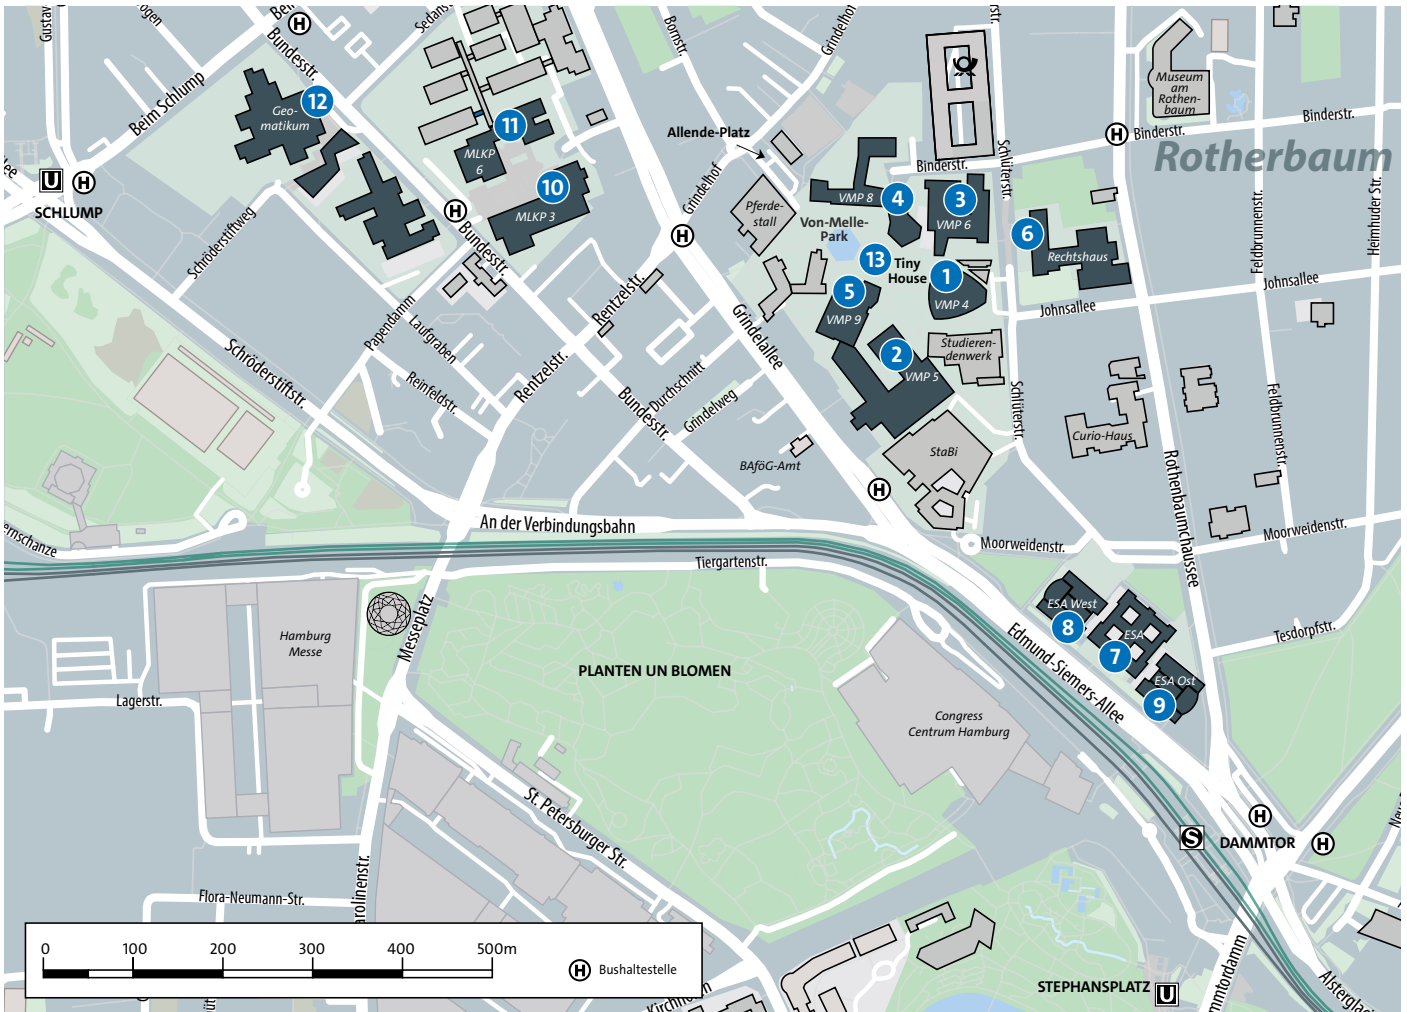 Gustav
Bundesstr.
Sedanstr.
Bornstr.
Grindelhof
Beim Schlump
Geo-
matikum
12
11
MLKP
6
10
MLKP 3
Allende-Platz
Grindelhof
Pferde-
stall
VMP 8
4
3
VMP 6
Binderstr.
Schlüterstr.
Museum
am
Rothen-
baum
H
Binderstr.
Binderstr.
Rotherbaum
U
H
SCHLUMP
Schröderstiftweg
H
Bundesstr.
H
Von-Melle-
Park
13
Tiny
House
1
VMP 4
5
VMP 9
6
Rechtshaus
Johnsallee
Johnsallee
Feldbrunnenstr.
Heimhuder Str.
Papendamm
Laufgraben
Reinfeldstr.
Rentzelstr.
Rentzelstr.
Grindelallee
2
VMP 5
Studieren-
denwerk
Schlüterstr.
Schröderstiftstr.
Bundesstr.
Durchschnitt
Grindelweg
BAföG-Amt
StaBi
Curio-Haus
Feldbrunnenstr.
Rothenbaumchaussee
H
ernschanze
An der Verbindungsbahn
Tiergartenstr.
Moorweidenstr.
Moorweidenstr.
Messeplatz
Hamburg
Messe
Lagerstr.
PLANTEN UN BLOMEN
ESA West
8
ESA
7
ESA Ost
9
Tesdorpfstr.
Edmund-Siemers-Allee
Congress
Centrum Hamburg
St. Petersburger Str.
S
DAMMTOR
H
H
Flora-Neumann-Str.
arolinenstr.
0 100 200 300 400 500m
H
Bushaltestelle
STEPHANSPLATZ
U
mmtordamm
Alsterglacis